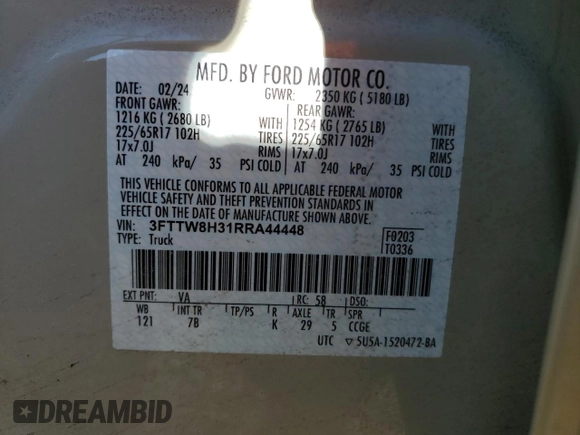 MFD. BY FORD MOTOR CO.
DATE: 02/24 GVWR: 2350 KG ( 5180 LB)
FRONT GAWR: REAR GAWR:
1216 KG ( 2680 LB) WITH 1254 KG ( 2765 LB) WITH
225/65R17 102H TIRES 225/65R17 102H TIRES
17x7.0J RIMS 17x7.0J RIMS
AT 240 kPa/ 35 PSI COLD AT 240 kPa/ 35 PSI COLD
THIS VEHICLE CONFORMS TO ALL APPLICABLE FEDERAL MOTOR
VEHICLE SAFETY AND THEFT PREVENTION STANDARDS IN
EFFECT ON THE DATE OF MANUFACTURE SHOWN ABOVE.
VIN: 3FTTW8H31RRA44448 F0203
TYPE: Truck T0336
EXT PNT: VA RC: 58 DSO:
WB INT TR TP/PS R AXLE TR SPR
121 7B K 29 5 CCGE
UTC ▽ 5USA-1520472-BA
DREAMBID